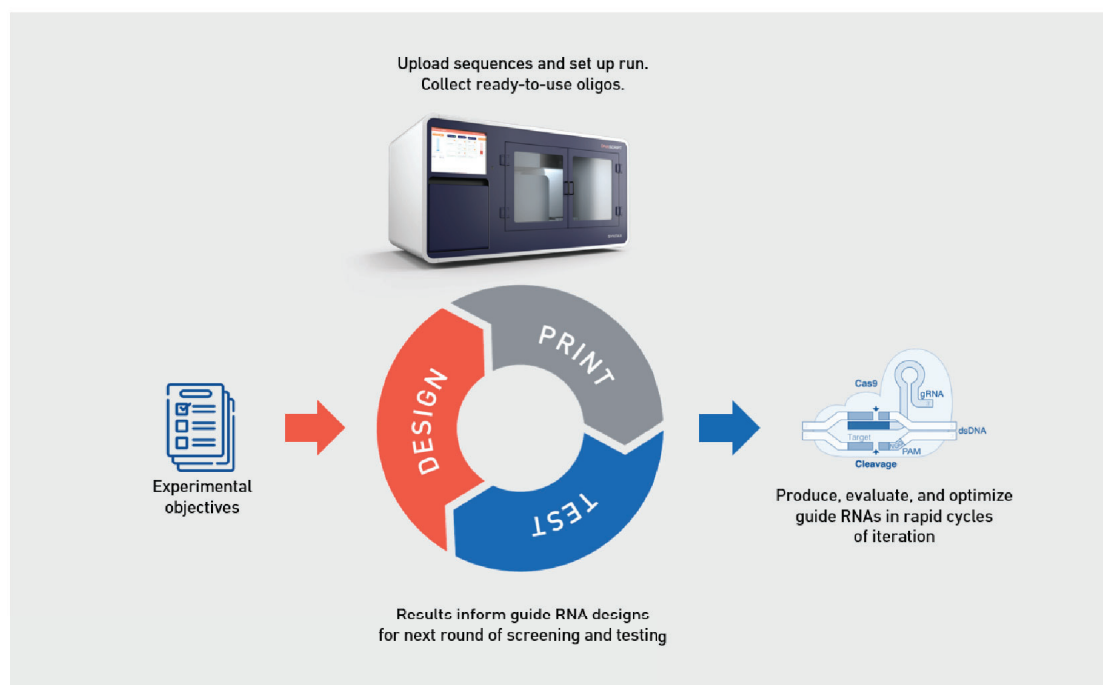 Upload sequences and set up run.
Collect ready-to-use oligos.
PRINT
DESIGN
TEST
Experimental
objectives
Cas9
gRNA
dsDNA
Target
PAM
Cleavage
Produce, evaluate, and optimize
guide RNAs in rapid cycles
of iteration
Results inform guide RNA designs
for next round of screening and testing